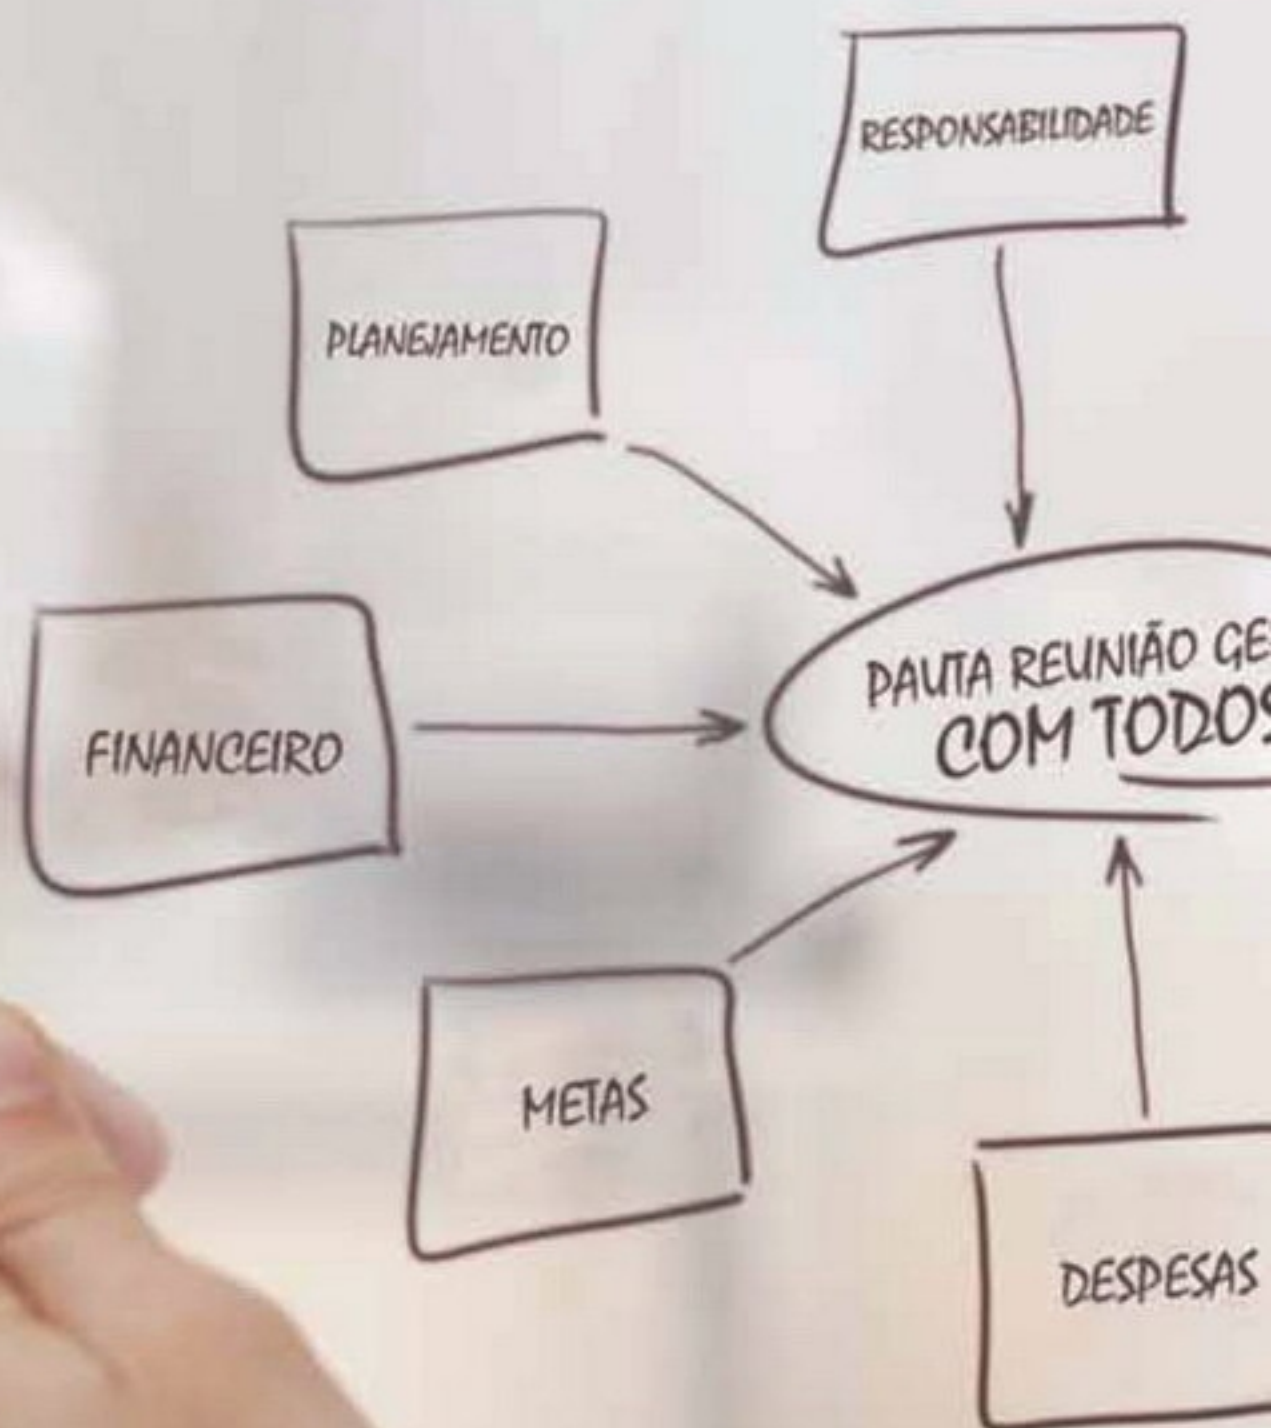 RESPONSABILIDADE
PLANEJAMENTO
PAUTA REUNIÃO
COM TODOS
FINANCEIRO
METAS
DESPESAS